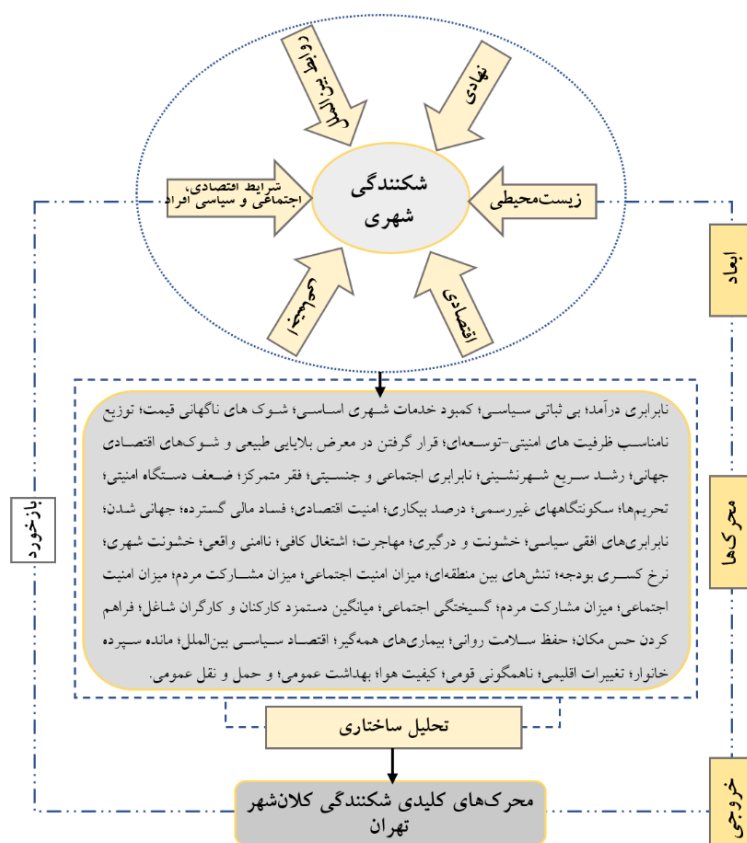 روابط بین‌الملل
نهادی
شکنندگی
شهری
شرایط اقتصادی،
اجتماعی و سیاسی افراد
زیست‌محیطی
اجتماعی
اقتصادی
ابعاد
نابرابری درآمد؛ بی ثباتی سیاسی؛ کمبود خدمات شهری اساسی؛ شوک های ناگهانی قیمت؛ توزیع
نامناسب ظرفیت های امنیتی-توسعه‌ای؛ قرار گرفتن در معرض بلایایی طبیعی و شوک‌های اقتصادی
جهانی؛ رشد سریع شهرنشینی؛ نابرابری اجتماعی و جنسیتی؛ فقر متمرکز؛ ضعف دستگاه امنیتی؛
تحریم‌ها؛ سکونتگاههای غیررسمی؛ درصد بیکاری؛ امنیت اقتصادی؛ فساد مالی گسترده؛ جهانی شدن؛
نابرابری‌های افقی سیاسی؛ خشونت و درگیری؛ مهاجرت؛ اشتغال کافی؛ ناامنی واقعی؛ خشونت شهری؛
نرخ کسری بودجه؛ تنش‌های بین منطقه‌ای؛ میزان امنیت اجتماعی؛ میزان مشارکت مردم؛ میزان امنیت
اجتماعی؛ میزان مشارکت مردم؛ گسیختگی اجتماعی؛ میانگین دستمزد کارکنان و کارگران شاغل؛ فراهم
کردن حس مکان؛ حفظ سلامت روانی؛ بیماری‌های همه‌گیر؛ اقتصاد سیاسی بین‌الملل؛ مانده سپرده
خانوار؛ تغییرات اقلیمی؛ ناهمگونی قومی؛ کیفیت هوا؛ بهداشت عمومی؛ و حمل و نقل عمومی.
محرک‌ها
بازخورد
تحلیل ساختاری
محرک‌های کلیدی شکنندگی کلان‌شهر
تهران
خروجی